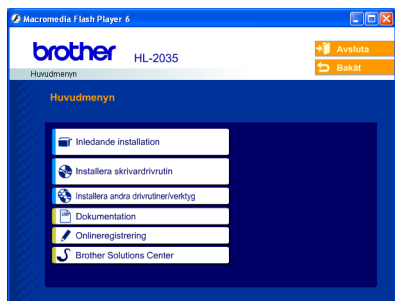 Macromedia Flash Player 6
brother HL-2035
Avsluta
Bakåt
Huvudmenyn
Huvudmenyn
Inledande installation
Installera skrivardrivrutin
Installera andra drivrutiner/verktyg
Dokumentation
Onlineregistrering
Brother Solutions Center